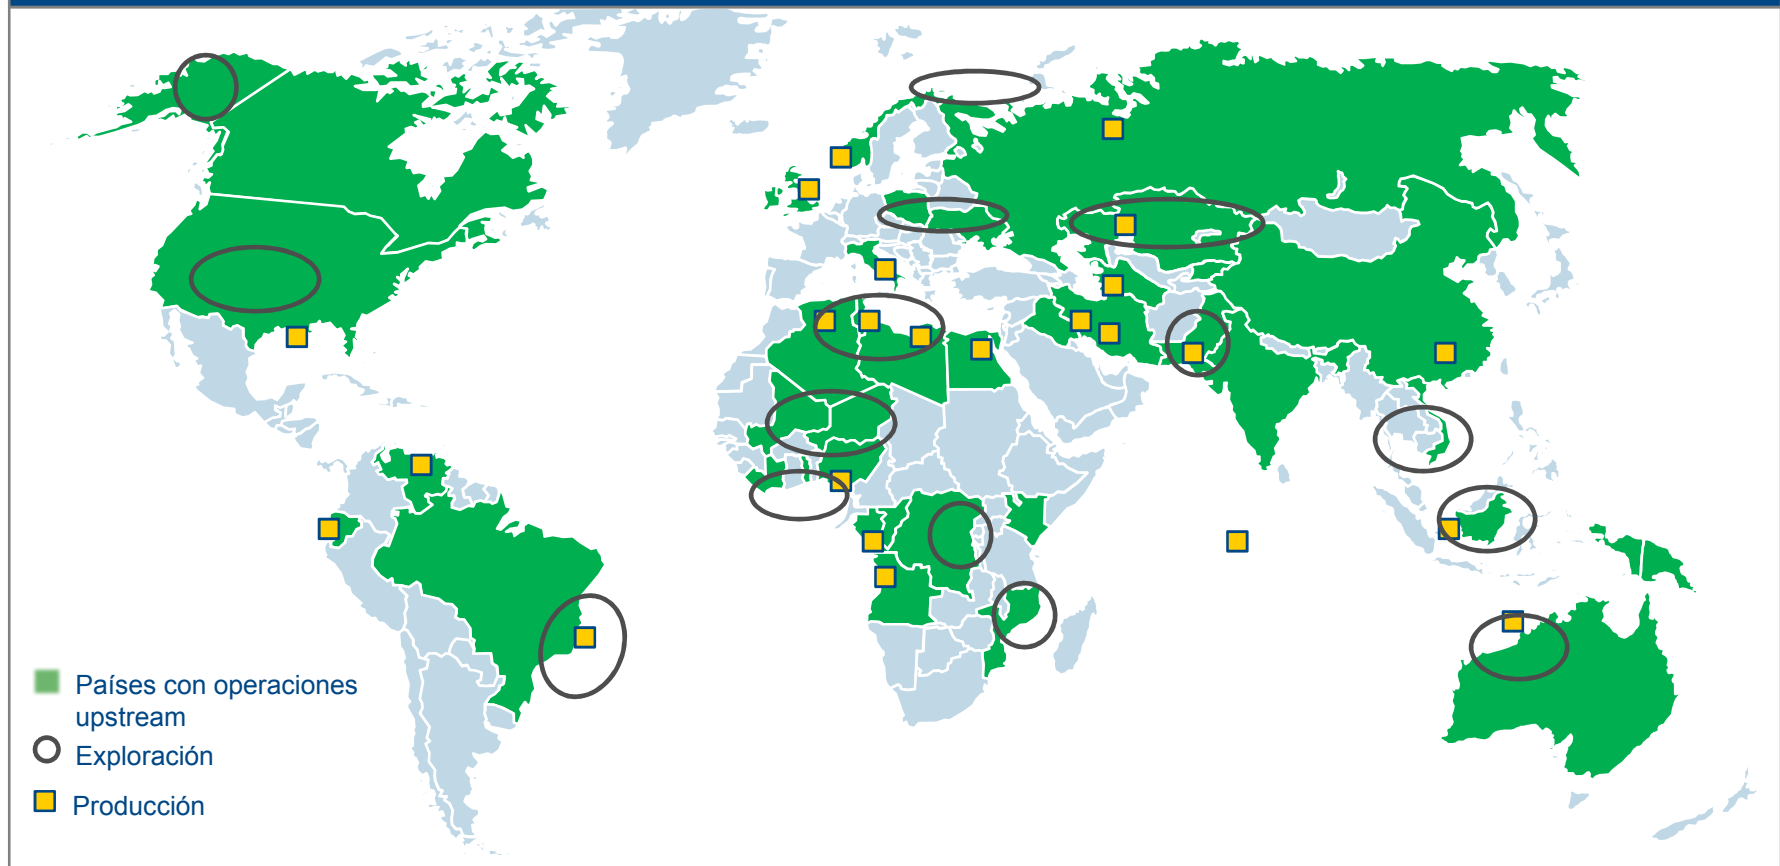 Países con operaciones
upstream
Exploración
Producción